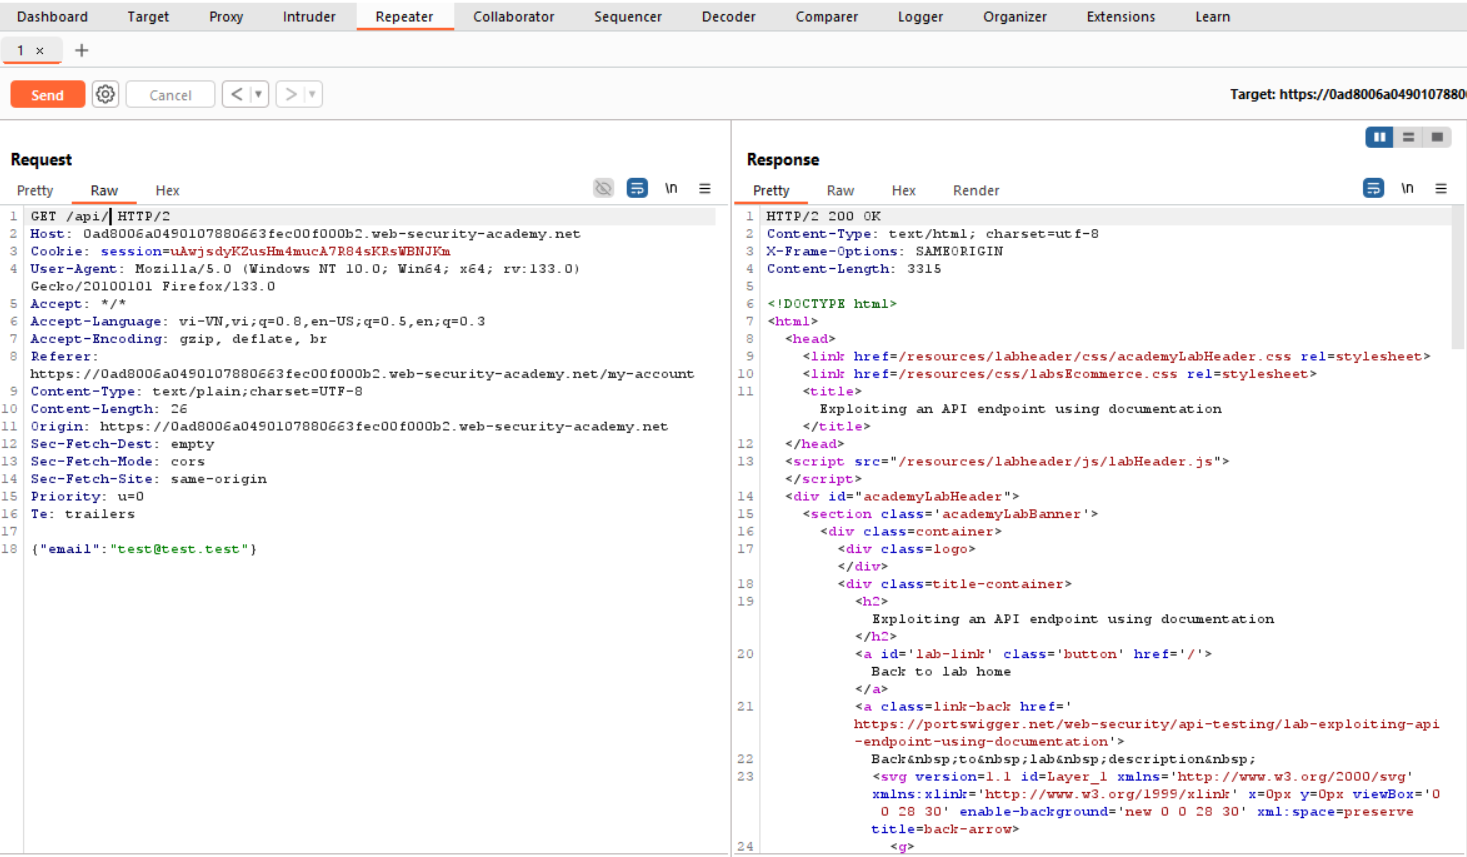 Dashboard Target Proxy Intruder Repeater Collaborator Sequencer Decoder Comparer Logger Organizer Extensions Learn
1 × +
Send Cancel < ▼ > ▼ Target: https://0ad8006a0490107880
Request
Pretty Raw Hex \n
1 GET /api/ HTTP/2
2 Host: 0ad8006a0490107880663fec00f000b2.web-security-academy.net
3 Cookie: session=uAwjsdyKZusHm4mucA7R84sKRsWBNJKm
4 User-Agent: Mozilla/5.0 (Windows NT 10.0; Win64; x64; rv:133.0)
Gecko/20100101 Firefox/133.0
5 Accept: */*
6 Accept-Language: vi-VN,vi;q=0.8,en-US;q=0.5,en;q=0.3
7 Accept-Encoding: gzip, deflate, br
8 Referer:
https://0ad8006a0490107880663fec00f000b2.web-security-academy.net/my-account
9 Content-Type: text/plain;charset=UTF-8
10 Content-Length: 26
11 Origin: https://0ad8006a0490107880663fec00f000b2.web-security-academy.net
12 Sec-Fetch-Dest: empty
13 Sec-Fetch-Mode: cors
14 Sec-Fetch-Site: same-origin
15 Priority: u=0
16 Te: trailers
17
18 {"email":"test@test.test"}
Response
Pretty Raw Hex Render \n
1 HTTP/2 200 OK
2 Content-Type: text/html; charset=utf-8
3 X-Frame-Options: SAMEORIGIN
4 Content-Length: 3315
5
6 <!DOCTYPE html>
7 <html>
8 <head>
9 <link href=/resources/labheader/css/academyLabHeader.css rel=stylesheet>
10 <link href=/resources/css/labsEcommerce.css rel=stylesheet>
11 <title>
Exploiting an API endpoint using documentation
</title>
12 </head>
13 <script src="/resources/labheader/js/labHeader.js">
</script>
14 <div id="academyLabHeader">
15 <section class='academyLabBanner'>
16 <div class=container>
17 <div class=logo>
</div>
18 <div class=title-container>
19 <h2>
Exploiting an API endpoint using documentation
</h2>
20 <a id='lab-link' class='button' href='/'>
Back to lab home
</a>
21 <a class=link-back href='
https://portswigger.net/web-security/api-testing/lab-exploiting-api
-endpoint-using-documentation'>
22 Back&nbsp;to&nbsp;lab&nbsp;description&nbsp;
23 <svg version=1.1 id=Layer_1 xmlns='http://www.w3.org/2000/svg'
xmlns:xlink='http://www.w3.org/1999/xlink' x=0px y=0px viewBox='0
0 28 30' enable-background='new 0 0 28 30' xml:space=preserve
title=back-arrow>
24 <g>